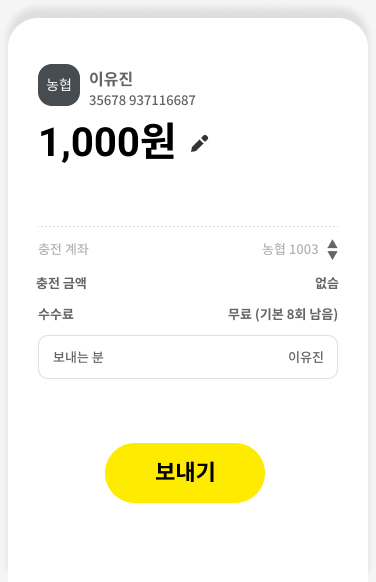 농협 이유진
35678 937116687
1,000원
충전 계좌 농협 1003
충전 금액 없슴
수수료 무료 (기본 8회 남음)
보내는 분 이유진
보내기